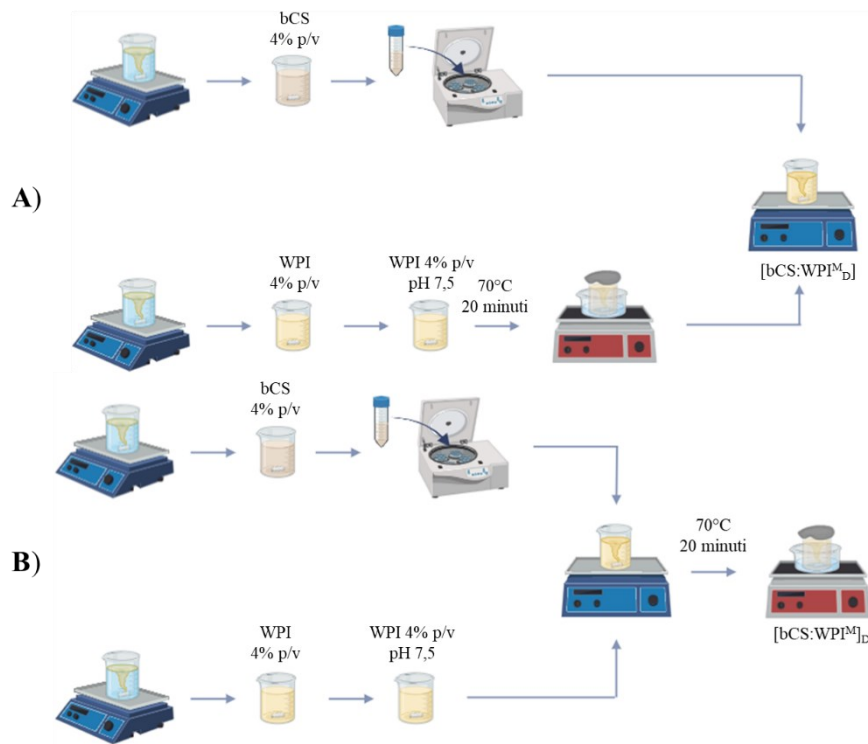 bCS
4% p/v
A)
[bCS:WPI^M_D]
WPI
4% p/v
WPI 4% p/v
pH 7,5
70°C
20 minuti
bCS
4% p/v
B)
70°C
20 minuti
[bCS:WPI^M]_D
WPI
4% p/v
WPI 4% p/v
pH 7,5